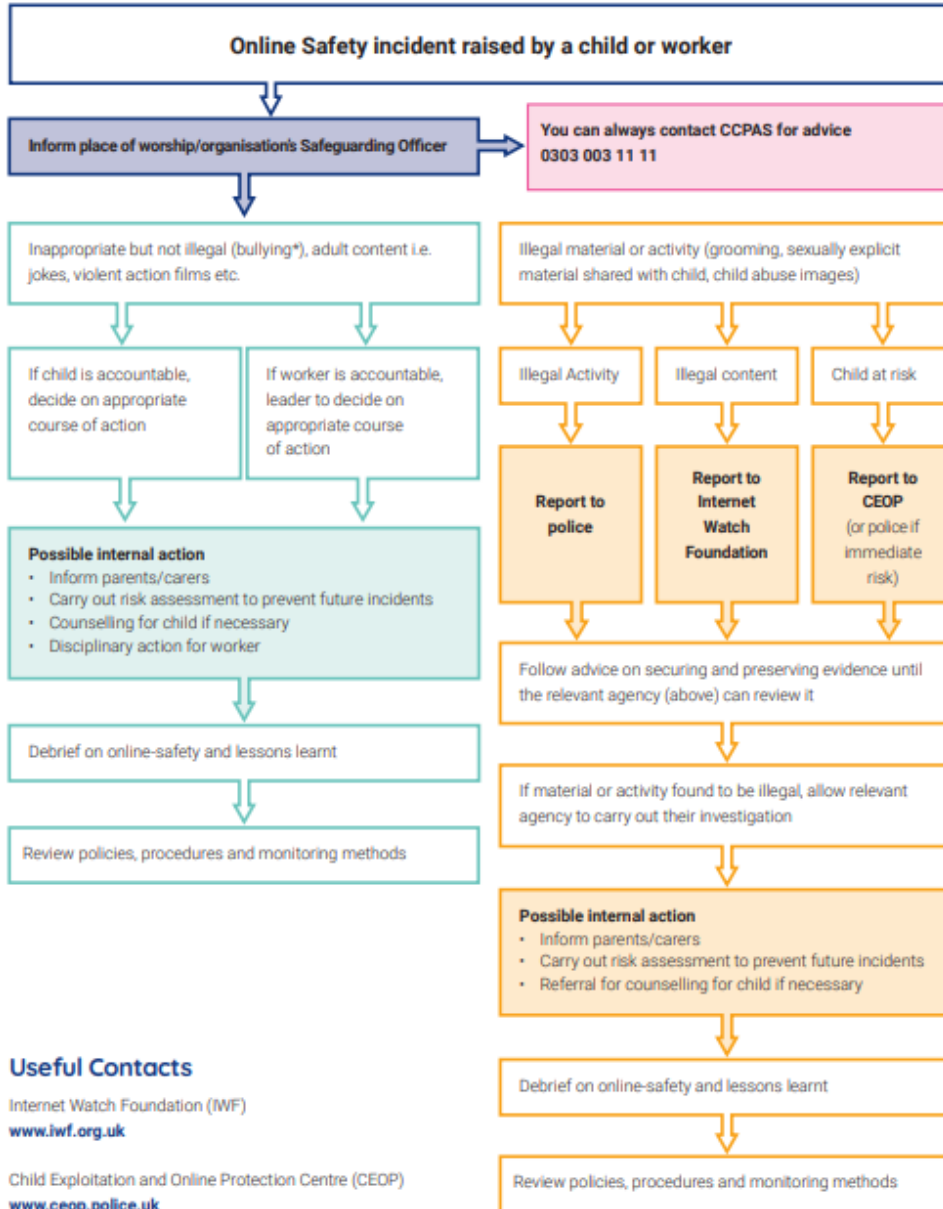 Online Safety incident raised by a child or worker
Inform place of worship/organisation's Safeguarding Officer
You can always contact CCPAS for advice
0303 003 11 11
Inappropriate but not illegal (bullying*), adult content i.e.
jokes, violent action films etc.
If child is accountable,
decide on appropriate
course of action
If worker is accountable,
leader to decide on
appropriate course
of action
Possible internal action
• Inform parents/carers
• Carry out risk assessment to prevent future incidents
• Counselling for child if necessary
• Disciplinary action for worker
Debrief on online-safety and lessons learnt
Review policies, procedures and monitoring methods
Illegal material or activity (grooming, sexually explicit
material shared with child, child abuse images)
Illegal Activity
Illegal content
Child at risk
Report to
police
Report to
Internet
Watch
Foundation
Report to
CEOP
(or police if
immediate
risk)
Follow advice on securing and preserving evidence until
the relevant agency (above) can review it
If material or activity found to be illegal, allow relevant
agency to carry out their investigation
Possible internal action
• Inform parents/carers
• Carry out risk assessment to prevent future incidents
• Referral for counselling for child if necessary
Debrief on online-safety and lessons learnt
Review policies, procedures and monitoring methods
Useful Contacts
Internet Watch Foundation (IWF)
www.iwf.org.uk
Child Exploitation and Online Protection Centre (CEOP)
www.ceop.police.uk